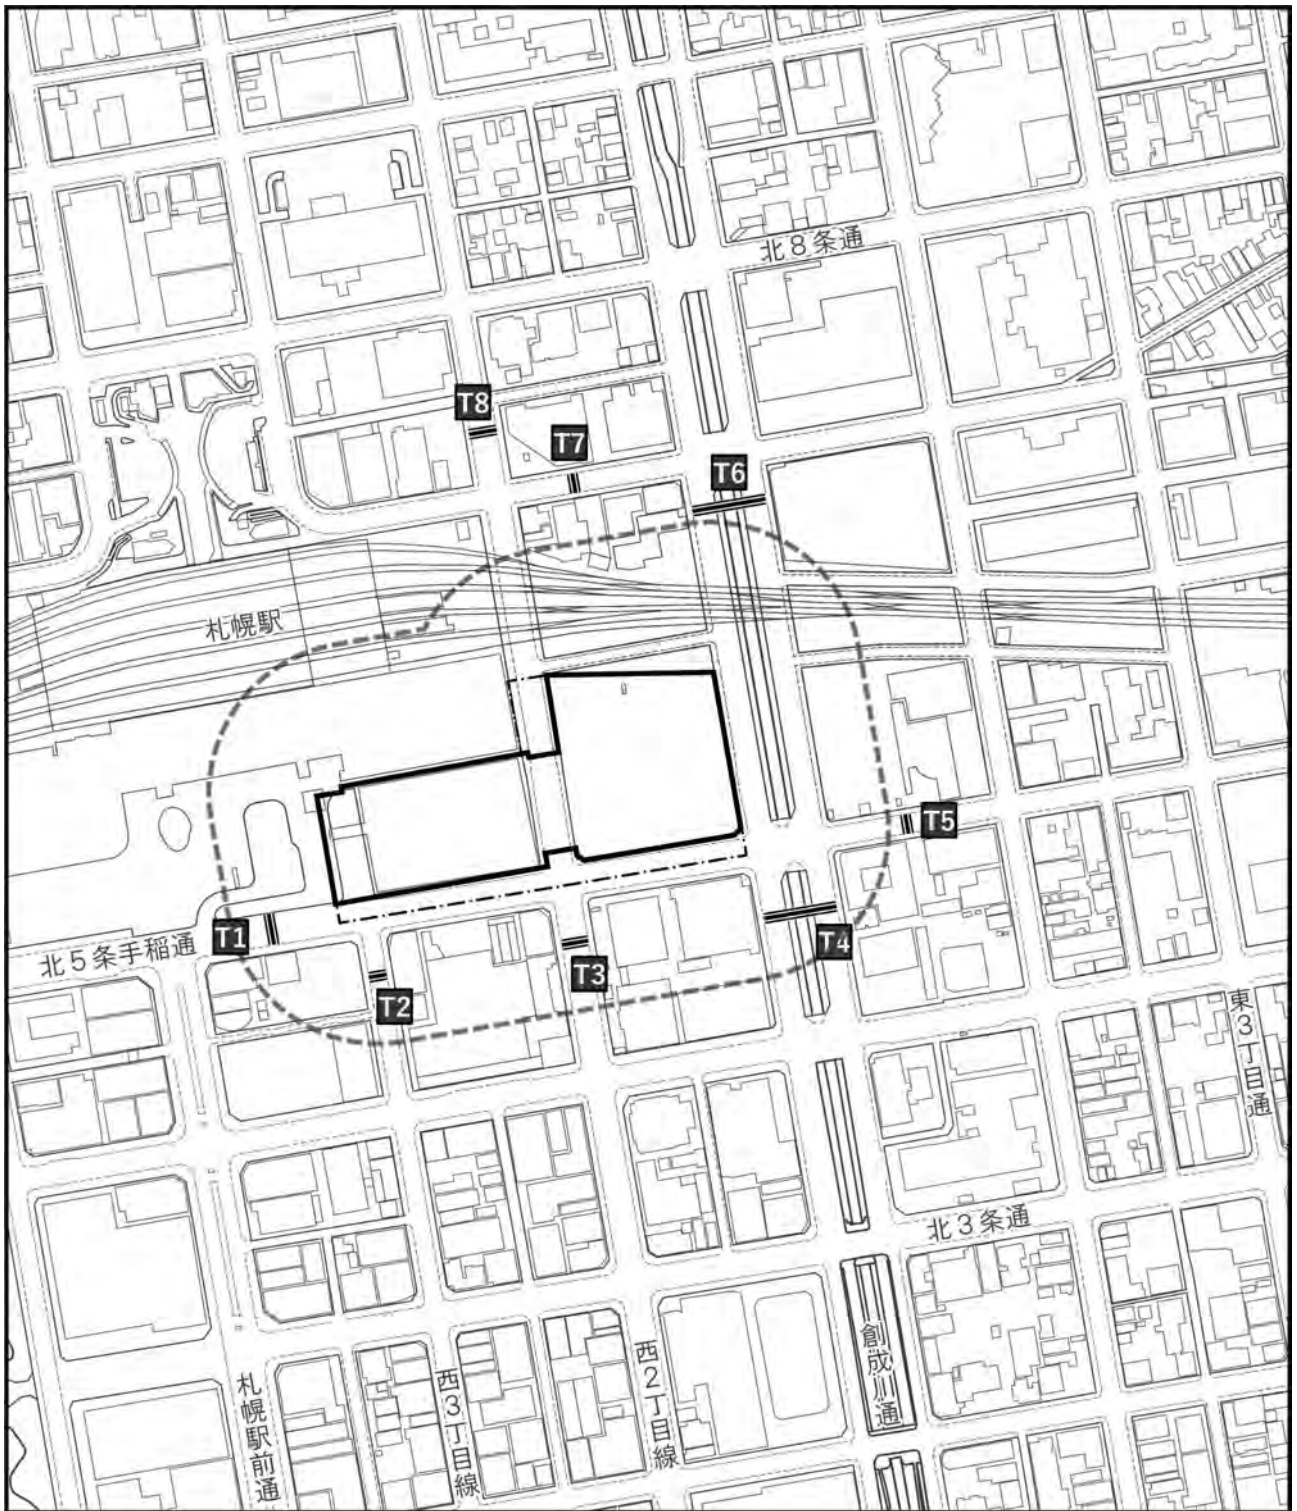 北8条通
T8
T7
T6
札幌駅
T5
T1
北5条手稲通
T4
T3
T2
東3丁目通
北3条通
創成川通
西2丁目線
西3丁目線
札幌駅前通